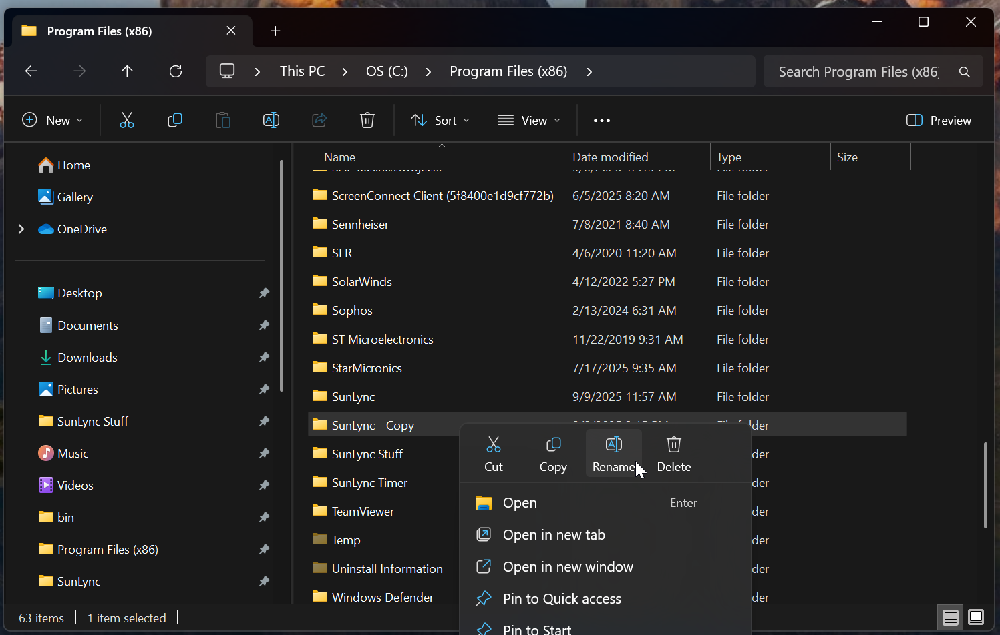 Program Files (x86)
This PC
OS (C:)
Program Files (x86)
Search Program Files (x86
New
Sort
View
Preview
Home
Gallery
OneDrive
Desktop
Documents
Downloads
Pictures
SunLync Stuff
Music
Videos
bin
Program Files (x86)
SunLync
Name Date modified Type Size
ScreenConnect Client (5f8400e1d9cf772b) 6/5/2025 8:20 AM File folder
Sennheiser 7/8/2021 8:40 AM File folder
SER 4/6/2020 11:20 AM File folder
SolarWinds 4/12/2022 5:27 PM File folder
Sophos 2/13/2024 6:31 AM File folder
ST Microelectronics 11/22/2019 9:31 AM File folder
StarMicronics 7/17/2025 9:35 AM File folder
SunLync 9/9/2025 11:57 AM File folder
SunLync - Copy der
SunLync Stuff der
SunLync Timer der
TeamViewer der
Temp der
Uninstall Information der
Windows Defender der
Cut Copy Rename Delete
Open Enter
Open in new tab
Open in new window
Pin to Quick access
Pin to Start
63 items 1 item selected